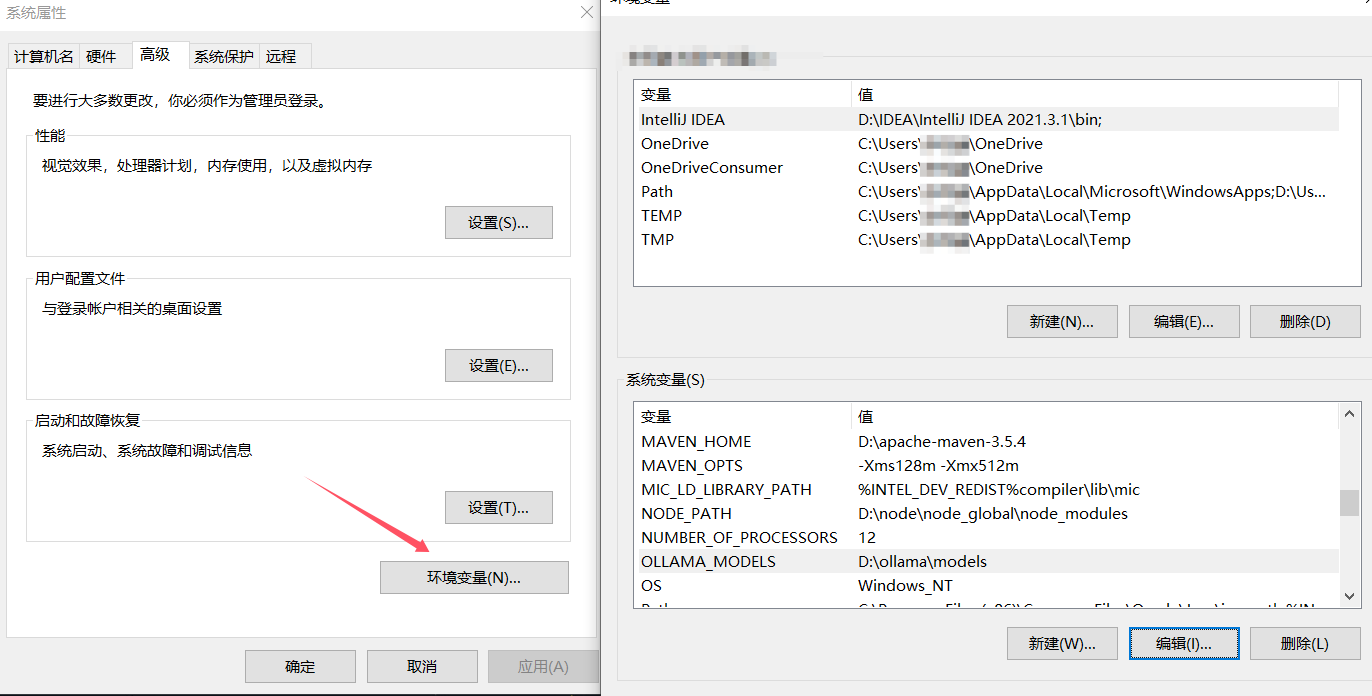 系统属性
计算机名 硬件 高级 系统保护 远程
要进行大多数更改，你必须作为管理员登录。
性能
视觉效果，处理器计划，内存使用，以及虚拟内存
设置(S)...
用户配置文件
与登录帐户相关的桌面设置
设置(E)...
启动和故障恢复
系统启动、系统故障和调试信息
设置(T)...
环境变量(N)...
确定 取消 应用(A)
环境变量
变量 值
IntelliJ IDEA D:\IDEA\IntelliJ IDEA 2021.3.1\bin;
OneDrive C:\Users\ \OneDrive
OneDriveConsumer C:\Users\ \OneDrive
Path C:\Users\ \AppData\Local\Microsoft\WindowsApps;D:\Us...
TEMP C:\Users\ \AppData\Local\Temp
TMP C:\Users\ \AppData\Local\Temp
新建(N)... 编辑(E)... 删除(D)
系统变量(S)
变量 值
MAVEN_HOME D:\apache-maven-3.5.4
MAVEN_OPTS -Xms128m -Xmx512m
MIC_LD_LIBRARY_PATH %INTEL_DEV_REDIST%compiler\lib\mic
NODE_PATH D:\node\node_global\node_modules
NUMBER_OF_PROCESSORS 12
OLLAMA_MODELS D:\ollama\models
OS Windows_NT
新建(W)... 编辑(I)... 删除(L)